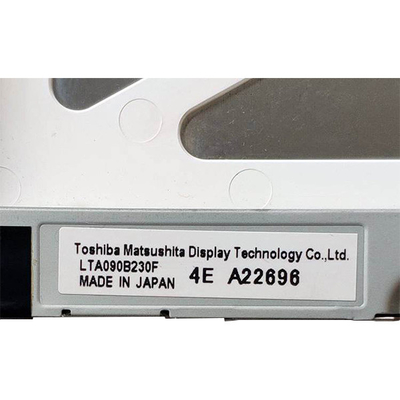 Toshiba Matsushita Display Technology Co.,Ltd.
LTA090B230F
MADE IN JAPAN 4E A22696